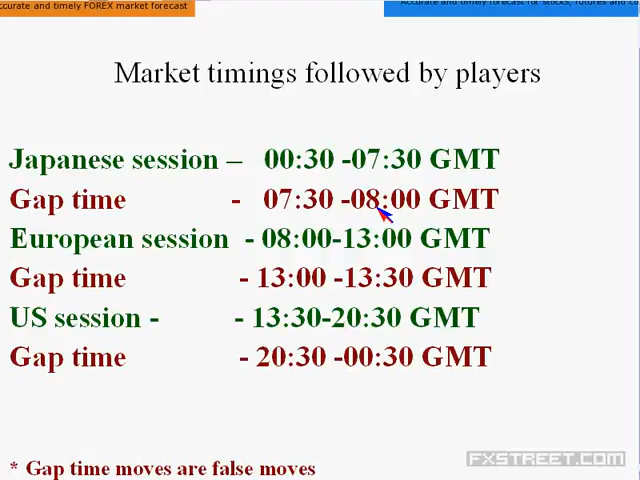 ccurate and timely FOREX market forecast
Accurate and timely forecast for stocks, futures and c
Market timings followed by players
Japanese session – 00:30 -07:30 GMT
Gap time - 07:30 -08:00 GMT
European session - 08:00-13:00 GMT
Gap time - 13:00 -13:30 GMT
US session - - 13:30-20:30 GMT
Gap time - 20:30 -00:30 GMT
* Gap time moves are false moves
FXSTREET.COM